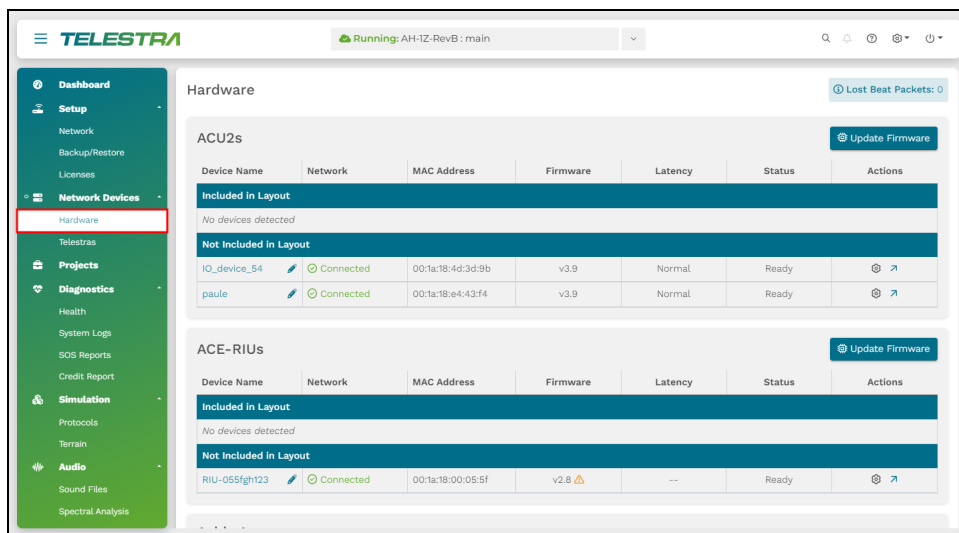 TELESTRA
Running: AH-1Z-RevB : main
Dashboard
Setup
Network
Backup/Restore
Licenses
Network Devices
Hardware
Telestras
Projects
Diagnostics
Health
System Logs
SOS Reports
Credit Report
Simulation
Protocols
Terrain
Audio
Sound Files
Spectral Analysis
Hardware
Lost Beat Packets: 0
ACU2s
Update Firmware
Device Name Network MAC Address Firmware Latency Status Actions
Included in Layout
No devices detected
Not Included in Layout
IO_device_54 Connected 00:1a:18:4d:3d:9b v3.9 Normal Ready
paule Connected 00:1a:18:e4:43:f4 v3.9 Normal Ready
ACE-RIUs
Update Firmware
Device Name Network MAC Address Firmware Latency Status Actions
Included in Layout
No devices detected
Not Included in Layout
RIU-055fgh123 Connected 00:1a:18:00:05:5f v2.8 -- Ready